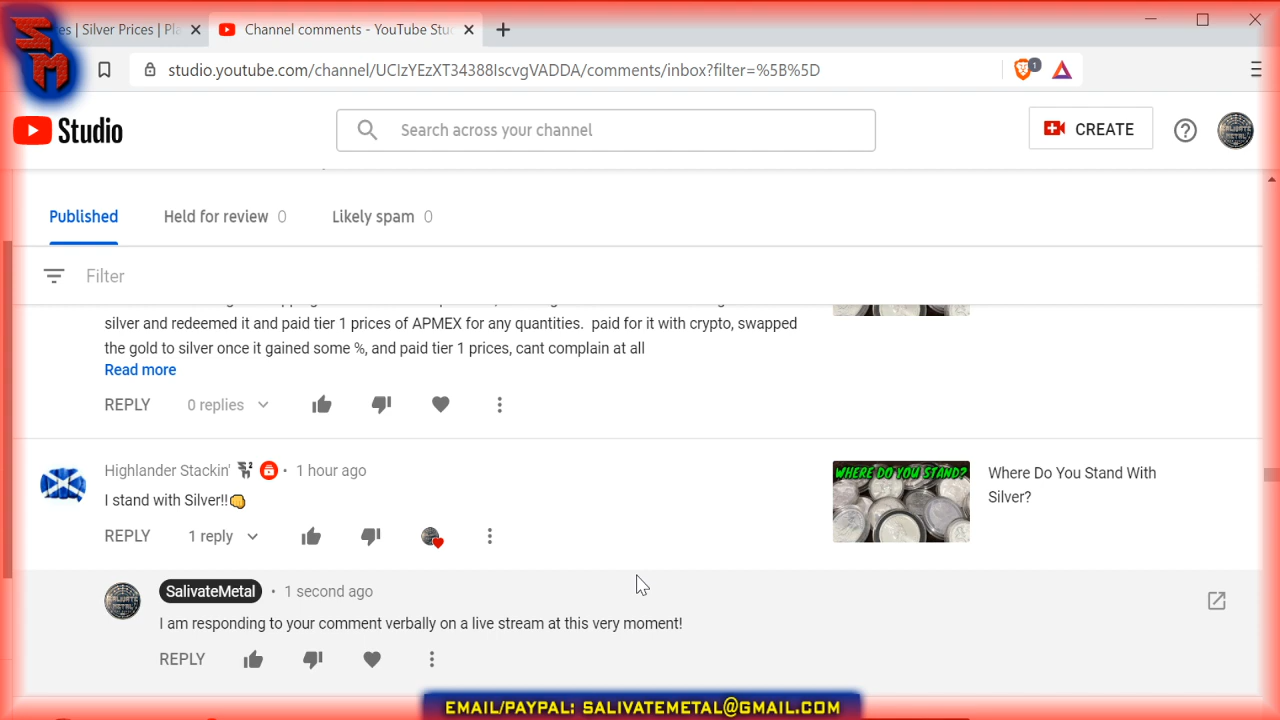 SM
es | Silver Prices | Pla
Channel comments - YouTube Stu
studio.youtube.com/channel/UCIzYEzXT34388IscvgVADDA/comments/inbox?filter=%5B%5D
1
Studio
Search across your channel
CREATE
Published
Held for review 0
Likely spam 0
Filter
silver and redeemed it and paid tier 1 prices of APMEX for any quantities. paid for it with crypto, swapped
the gold to silver once it gained some %, and paid tier 1 prices, cant complain at all
Read more
REPLY
0 replies
Highlander Stackin' • 1 hour ago
I stand with Silver!!
REPLY
1 reply
WHERE DO YOU STAND?
Where Do You Stand With
Silver?
SalivateMetal • 1 second ago
I am responding to your comment verbally on a live stream at this very moment!
REPLY
EMAIL/PAYPAL: SALIVATEMETAL@GMAIL.COM